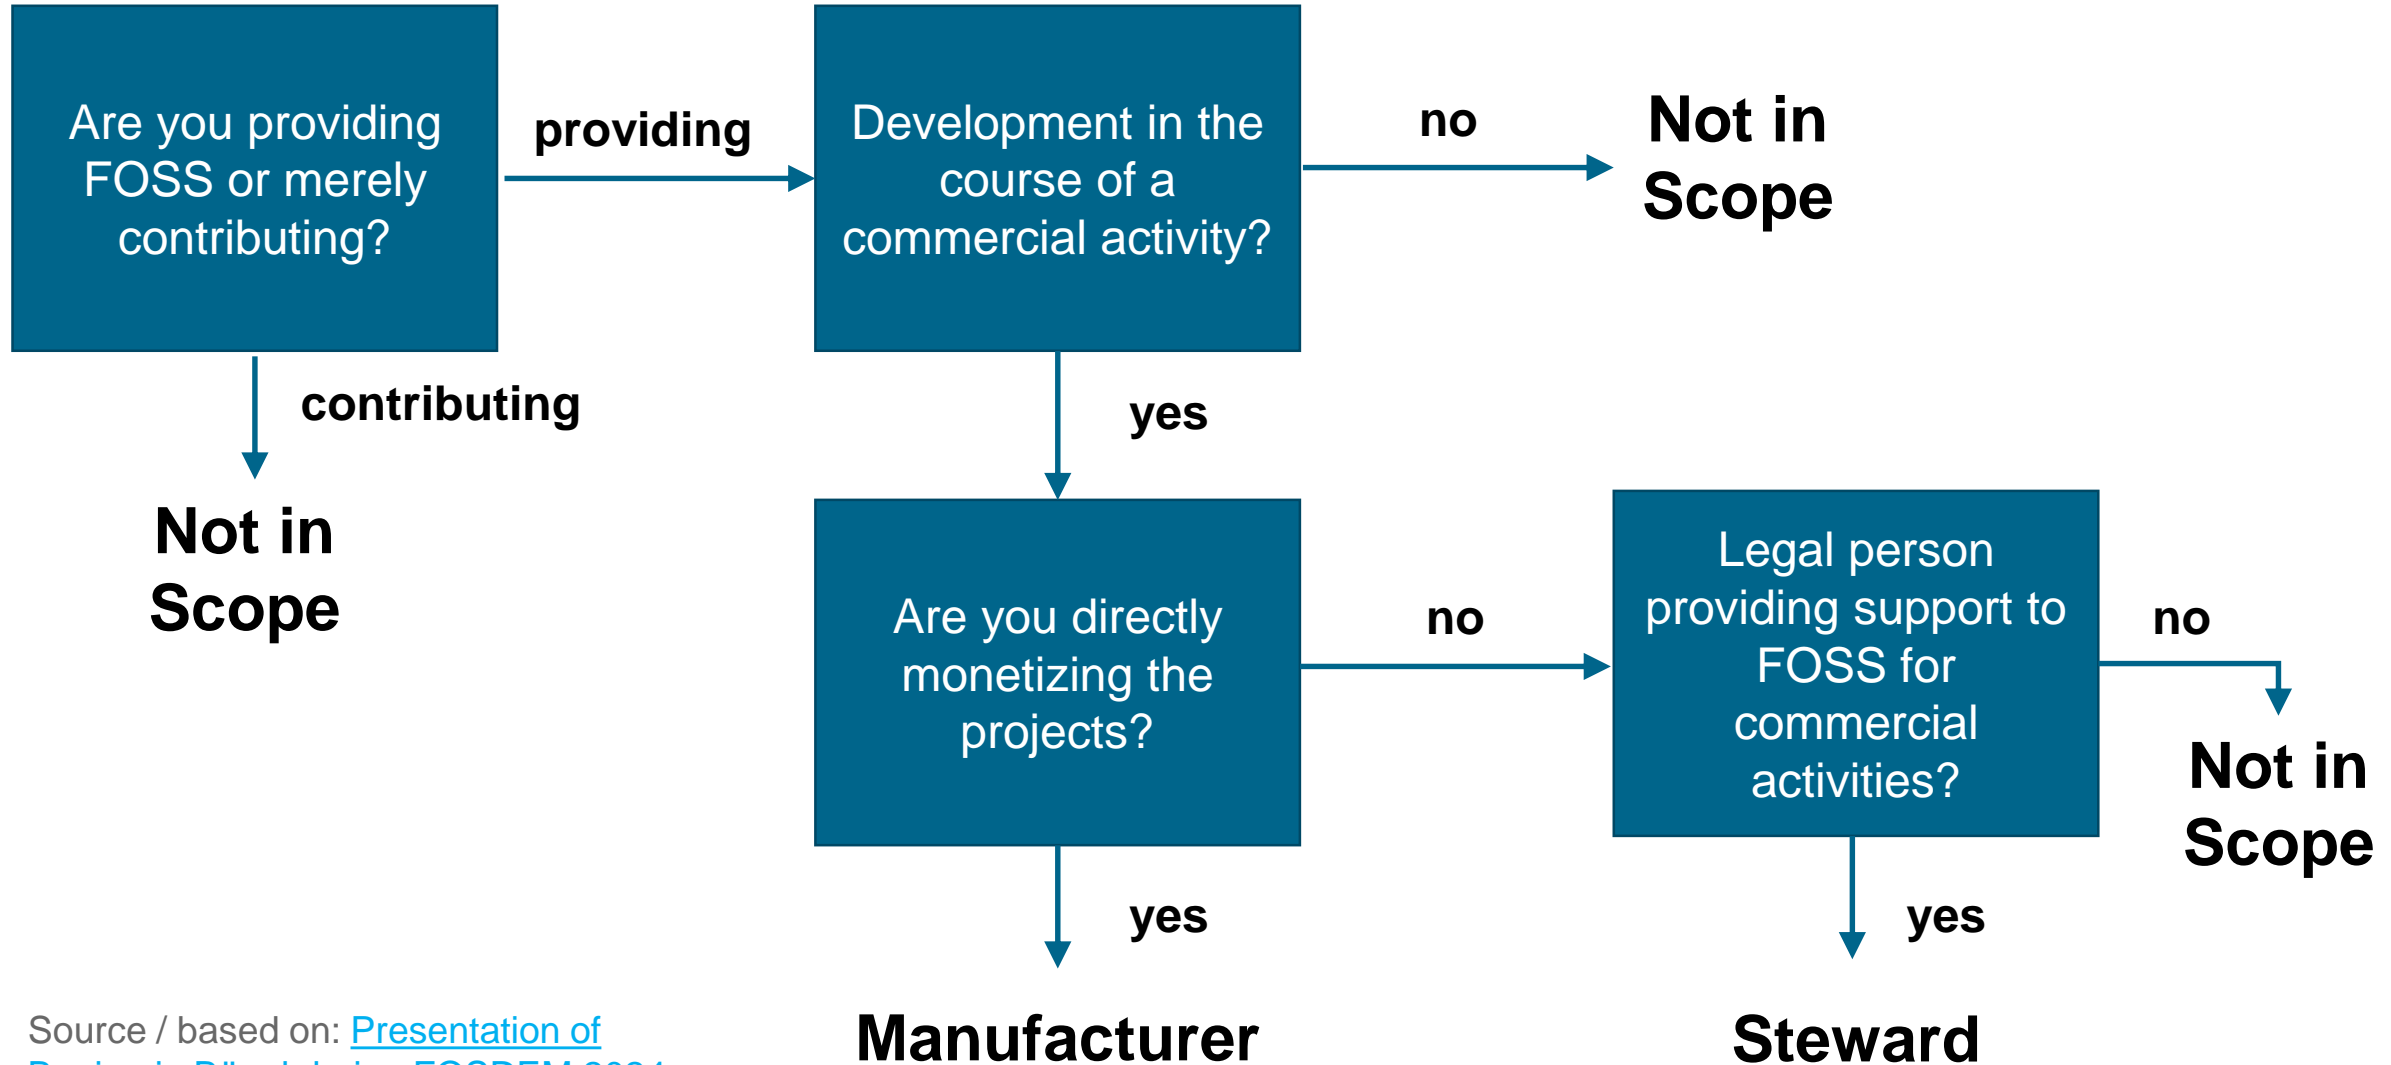 Are you providing
FOSS or merely
contributing?
providing
Development in the
course of a
commercial activity?
no
Not in
Scope
contributing
Not in
Scope
yes
Are you directly
monetizing the
projects?
no
Legal person
providing support to
FOSS for
commercial
activities?
no
Not in
Scope
yes
Manufacturer
yes
Steward
Source / based on: Presentation of
FOSDEM 2024